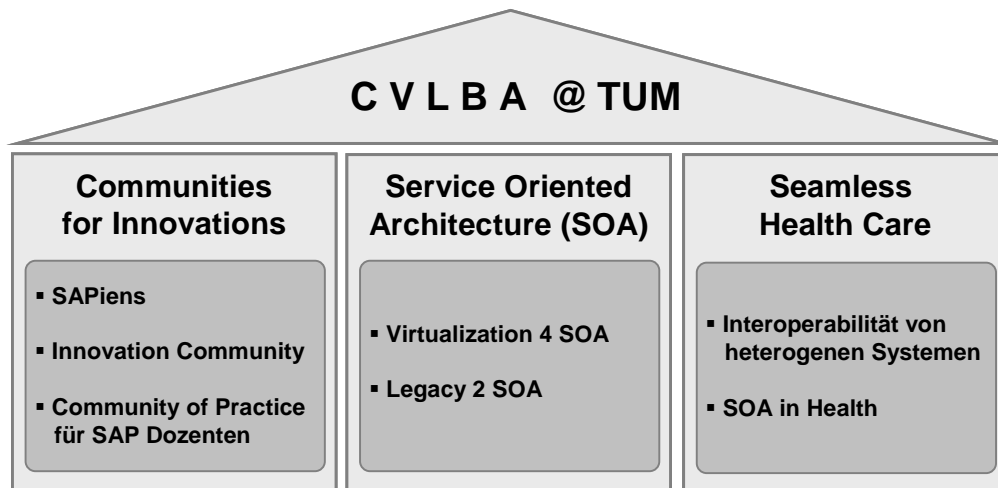 C V L B A @ TUM
Communities
for Innovations
▪ SAPiens
▪ Innovation Community
▪ Community of Practice
für SAP Dozenten
Service Oriented
Architecture (SOA)
▪ Virtualization 4 SOA
▪ Legacy 2 SOA
Seamless
Health Care
▪ Interoperabilität von
heterogenen Systemen
▪ SOA in Health